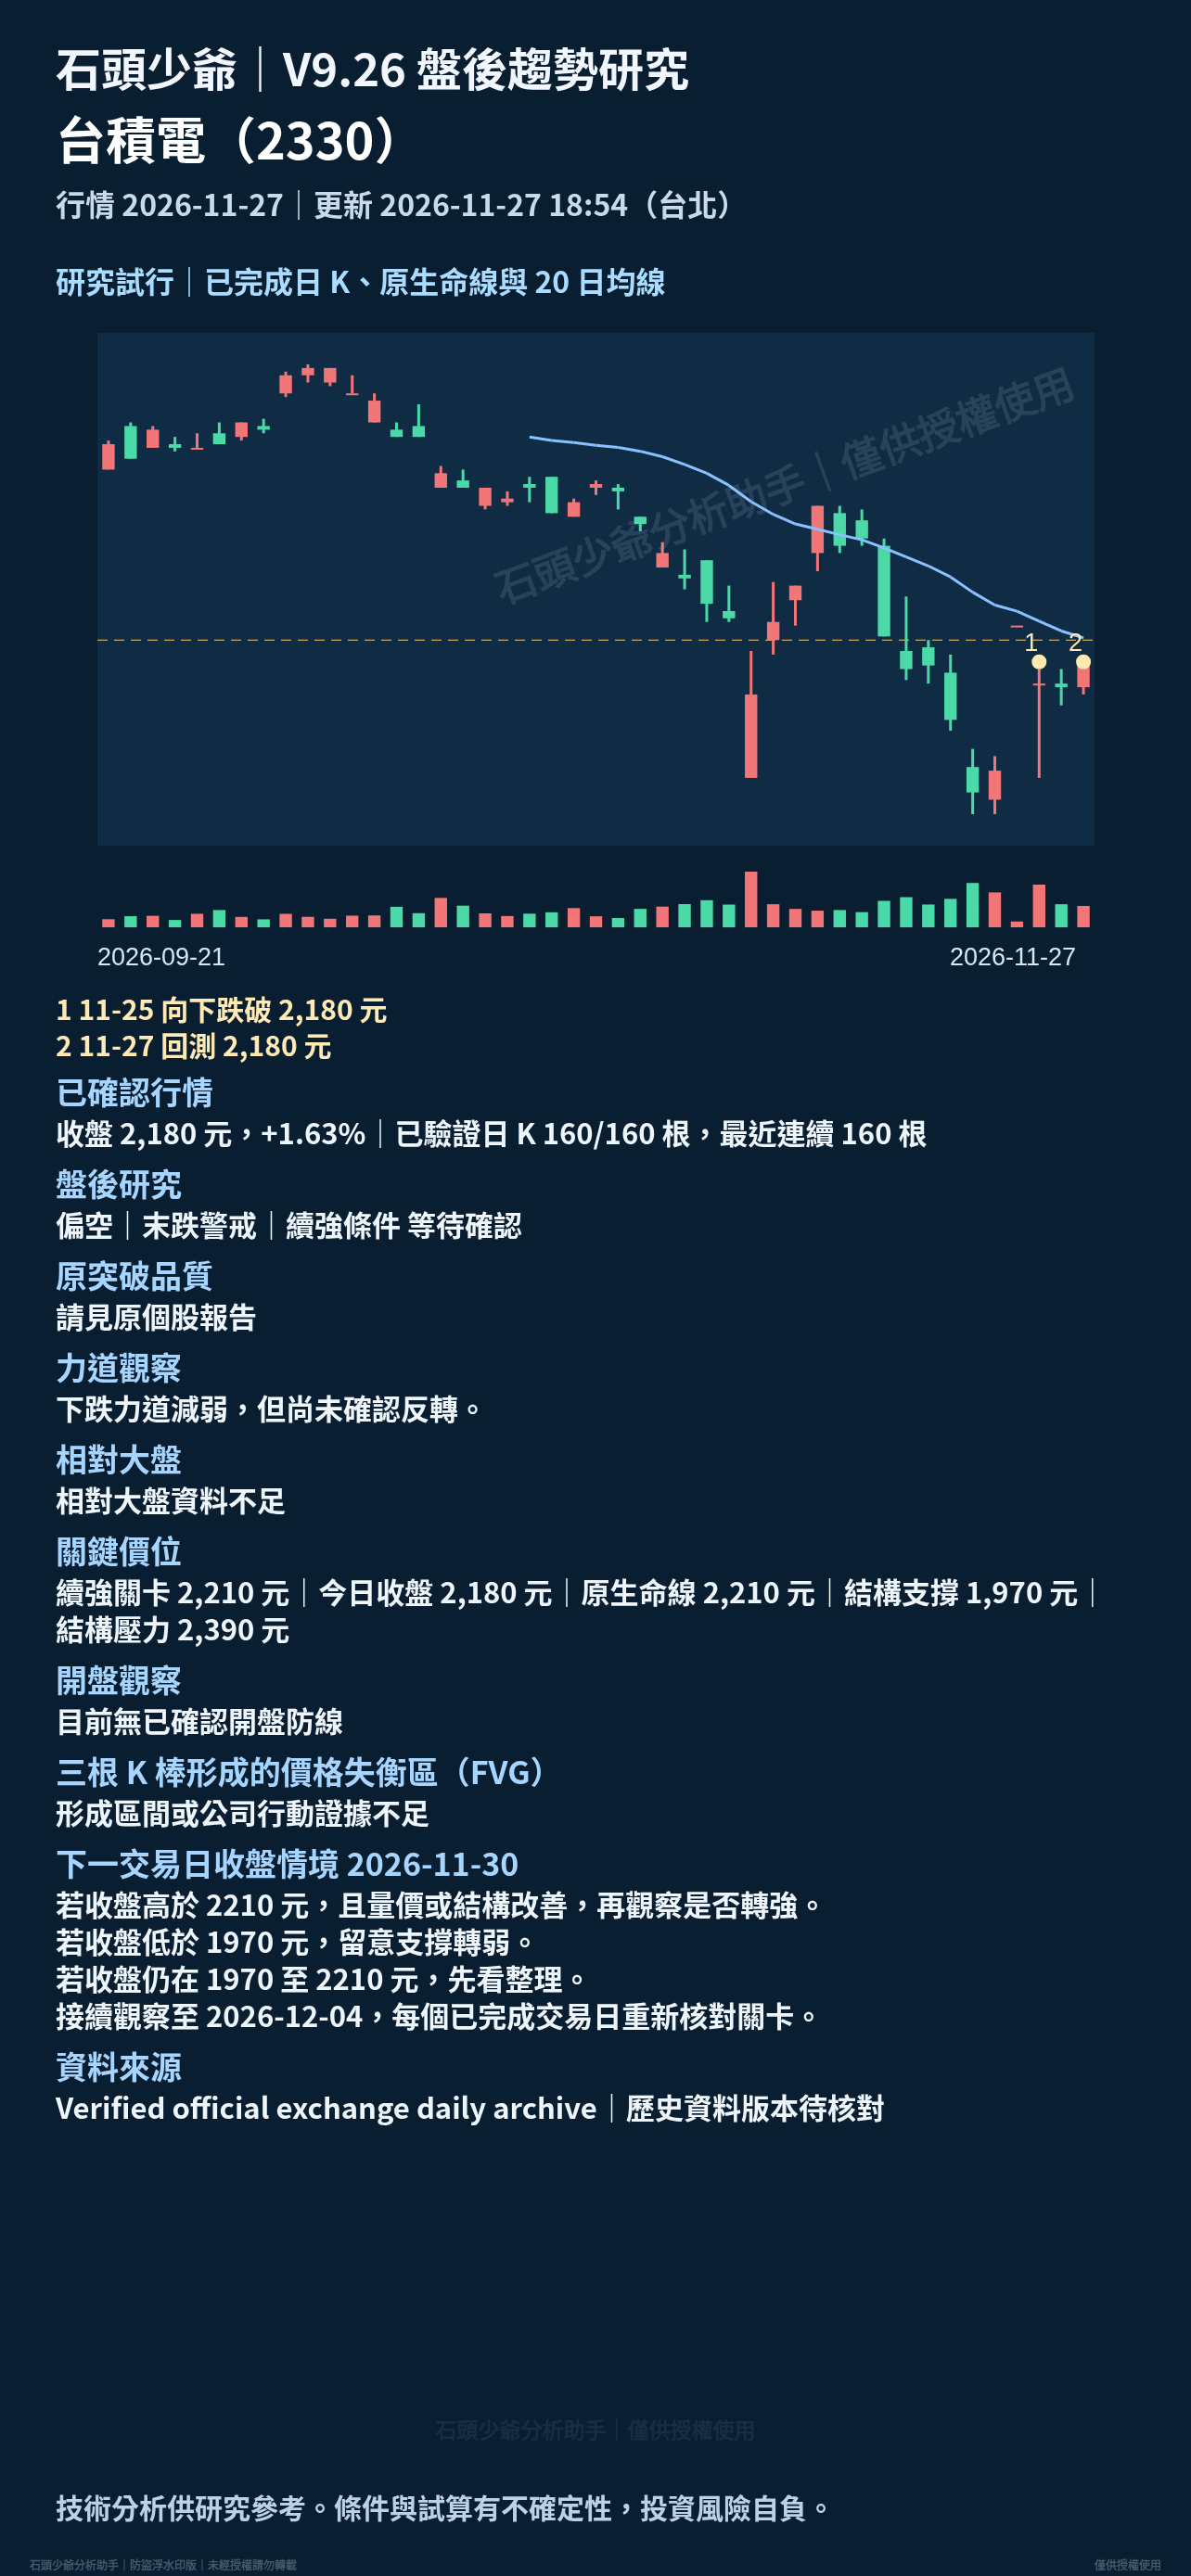 石頭少爺｜V9.26 盤後趨勢研究
台積電（2330）
行情 2026-11-27｜更新 2026-11-27 18:54（台北）
研究試行｜已完成日 K、原生命線與 20 日均線
石頭少爺分析助手｜僅供授權使用
1 2
2026-09-21 2026-11-27
1 11-25 向下跌破 2,180 元
2 11-27 回測 2,180 元
已確認行情
收盤 2,180 元，+1.63%｜已驗證日 K 160/160 根，最近連續 160 根
盤後研究
偏空｜末跌警戒｜續強條件 等待確認
原突破品質
請見原個股報告
力道觀察
下跌力道減弱，但尚未確認反轉。
相對大盤
相對大盤資料不足
關鍵價位
續強關卡 2,210 元｜今日收盤 2,180 元｜原生命線 2,210 元｜結構支撐 1,970 元｜
結構壓力 2,390 元
開盤觀察
目前無已確認開盤防線
三根 K 棒形成的價格失衡區（FVG）
形成區間或公司行動證據不足
下一交易日收盤情境 2026-11-30
若收盤高於 2210 元，且量價或結構改善，再觀察是否轉強。
若收盤低於 1970 元，留意支撐轉弱。
若收盤仍在 1970 至 2210 元，先看整理。
接續觀察至 2026-12-04，每個已完成交易日重新核對關卡。
資料來源
Verified official exchange daily archive｜歷史資料版本待核對
石頭少爺分析助手｜僅供授權使用
技術分析供研究參考。條件與試算有不確定性，投資風險自負。
石頭少爺分析助手｜防盜浮水印版｜未經授權請勿轉載 僅供授權使用